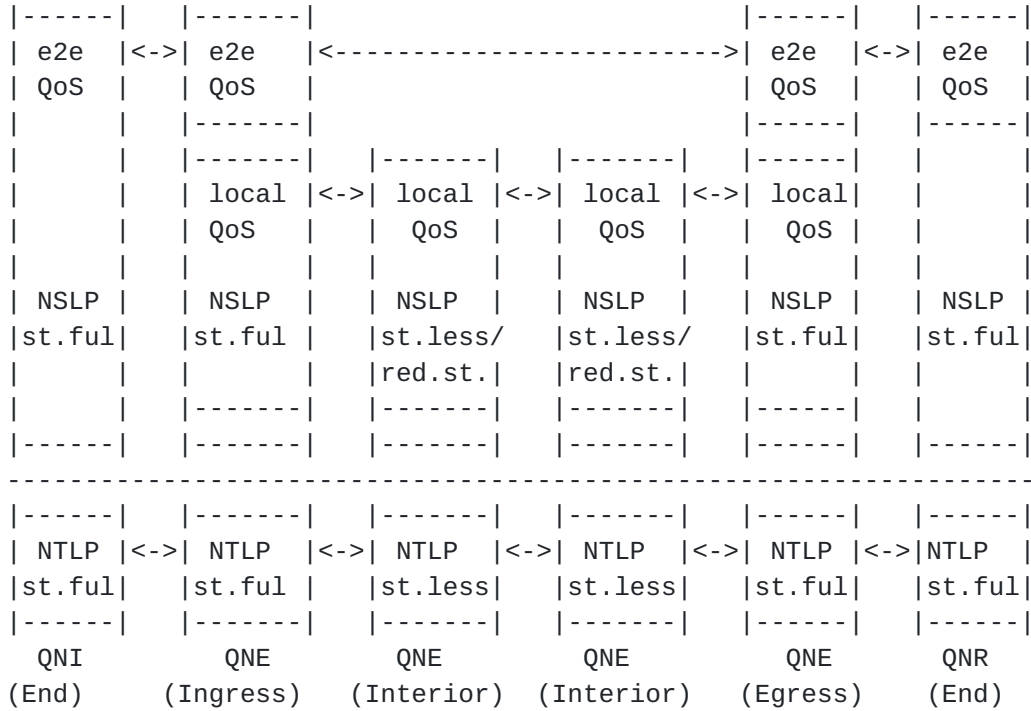 |------|   |-------|                           |------|   |------|
| e2e  |<->| e2e   |<------------------------->| e2e  |<->| e2e  |
| QoS  |   | QoS   |                           | QoS  |   | QoS  |
|      |   |-------|                           |------|   |------|
|      |   |-------|   |-------|   |-------|   |------|   |      |
|      |   | local |<->| local |<->| local |<->| local|   |      |
|      |   | QoS   |   |  QoS  |   |  QoS  |   |  QoS |   |      |
|      |   |       |   |       |   |       |   |      |   |      |
| NSLP |   | NSLP  |   | NSLP  |   | NSLP  |   | NSLP |   | NSLP |
|st.ful|   |st.ful |   |st.less/   |st.less/   |st.ful|   |st.ful|
|      |   |       |   |red.st.|   |red.st.|   |      |   |      |
|      |   |-------|   |-------|   |-------|   |------|   |      |
|------|   |-------|   |-------|   |-------|   |------|   |------|
------------------------------------------------------------------
|------|   |-------|   |-------|   |-------|   |------|   |------|
| NTLP |<->| NTLP  |<->| NTLP  |<->| NTLP  |<->| NTLP |<->|NTLP  |
|st.ful|   |st.ful |   |st.less|   |st.less|   |st.ful|   |st.ful|
|------|   |-------|   |-------|   |-------|   |------|   |------|
  QNI         QNE        QNE         QNE          QNE       QNR
(End)     (Ingress)   (Interior)  (Interior)   (Egress)    (End)